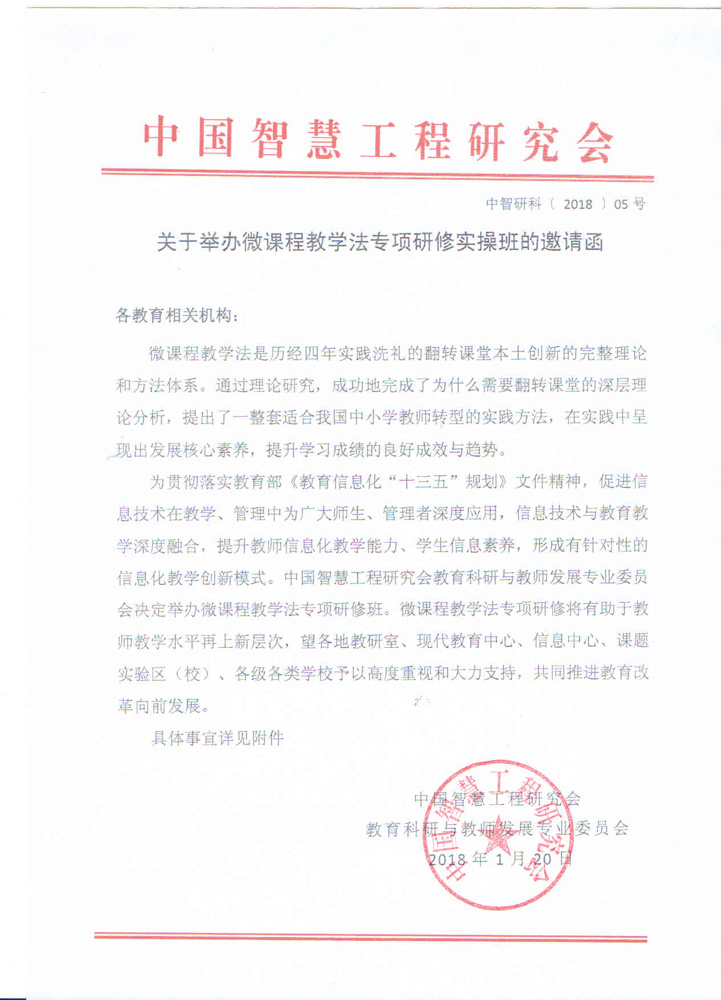 中国智慧工程研究会
中智研科〔 2018 〕05 号
关于举办微课程教学法专项研修实操班的邀请函
各教育相关机构：
微课程教学法是历经四年实践洗礼的翻转课堂本土创新的完整理论
和方法体系。通过理论研究，成功地完成了为什么需要翻转课堂的深层理
论分析，提出了一整套适合我国中小学教师转型的实践方法，在实践中呈
现出发展核心素养，提升学习成绩的良好成效与趋势。
为贯彻落实教育部《教育信息化“十三五”规划》文件精神，促进信
息技术在教学、管理中为广大师生、管理者深度应用，信息技术与教育教
学深度融合，提升教师信息化教学能力、学生信息素养，形成有针对性的
信息化教学创新模式。中国智慧工程研究会教育科研与教师发展专业委员
会决定举办微课程教学法专项研修班。微课程教学法专项研修将有助于教
师教学水平再上新层次，望各地教研室、现代教育中心、信息中心、课题
实验区（校）、各级各类学校予以高度重视和大力支持，共同推进教育改
革向前发展。
具体事宜详见附件
中国智慧工程研究会
教育科研与教师发展专业委员会
2018 年 1 月 20 日
中国智慧工程研究会